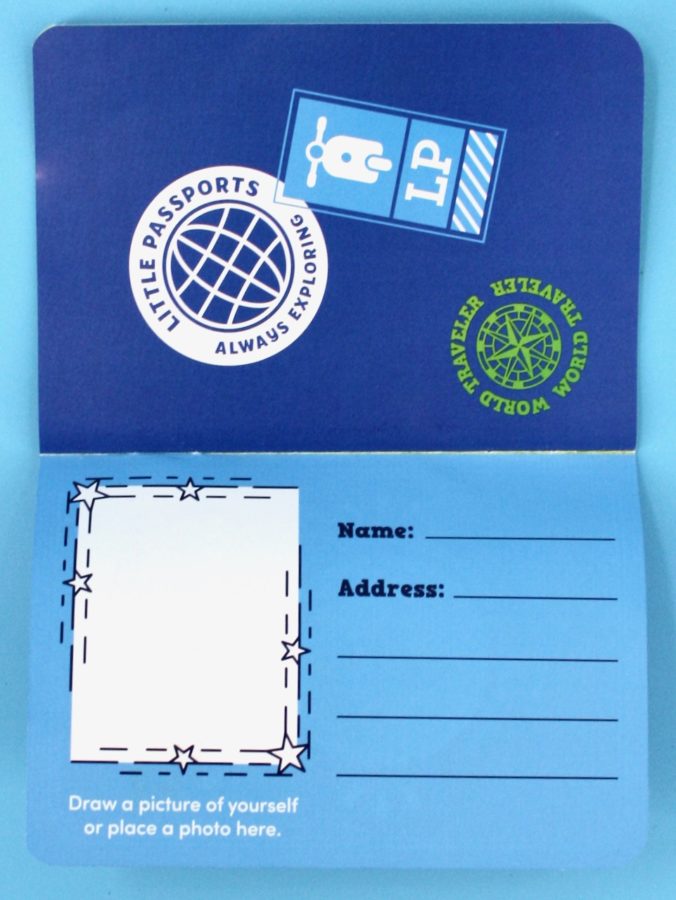 LITTLE PASSPORTS
ALWAYS EXPLORING
LP
WORLD TRAVELER WORLD TRAVELER
Name:
Address:
Draw a picture of yourself
or place a photo here.